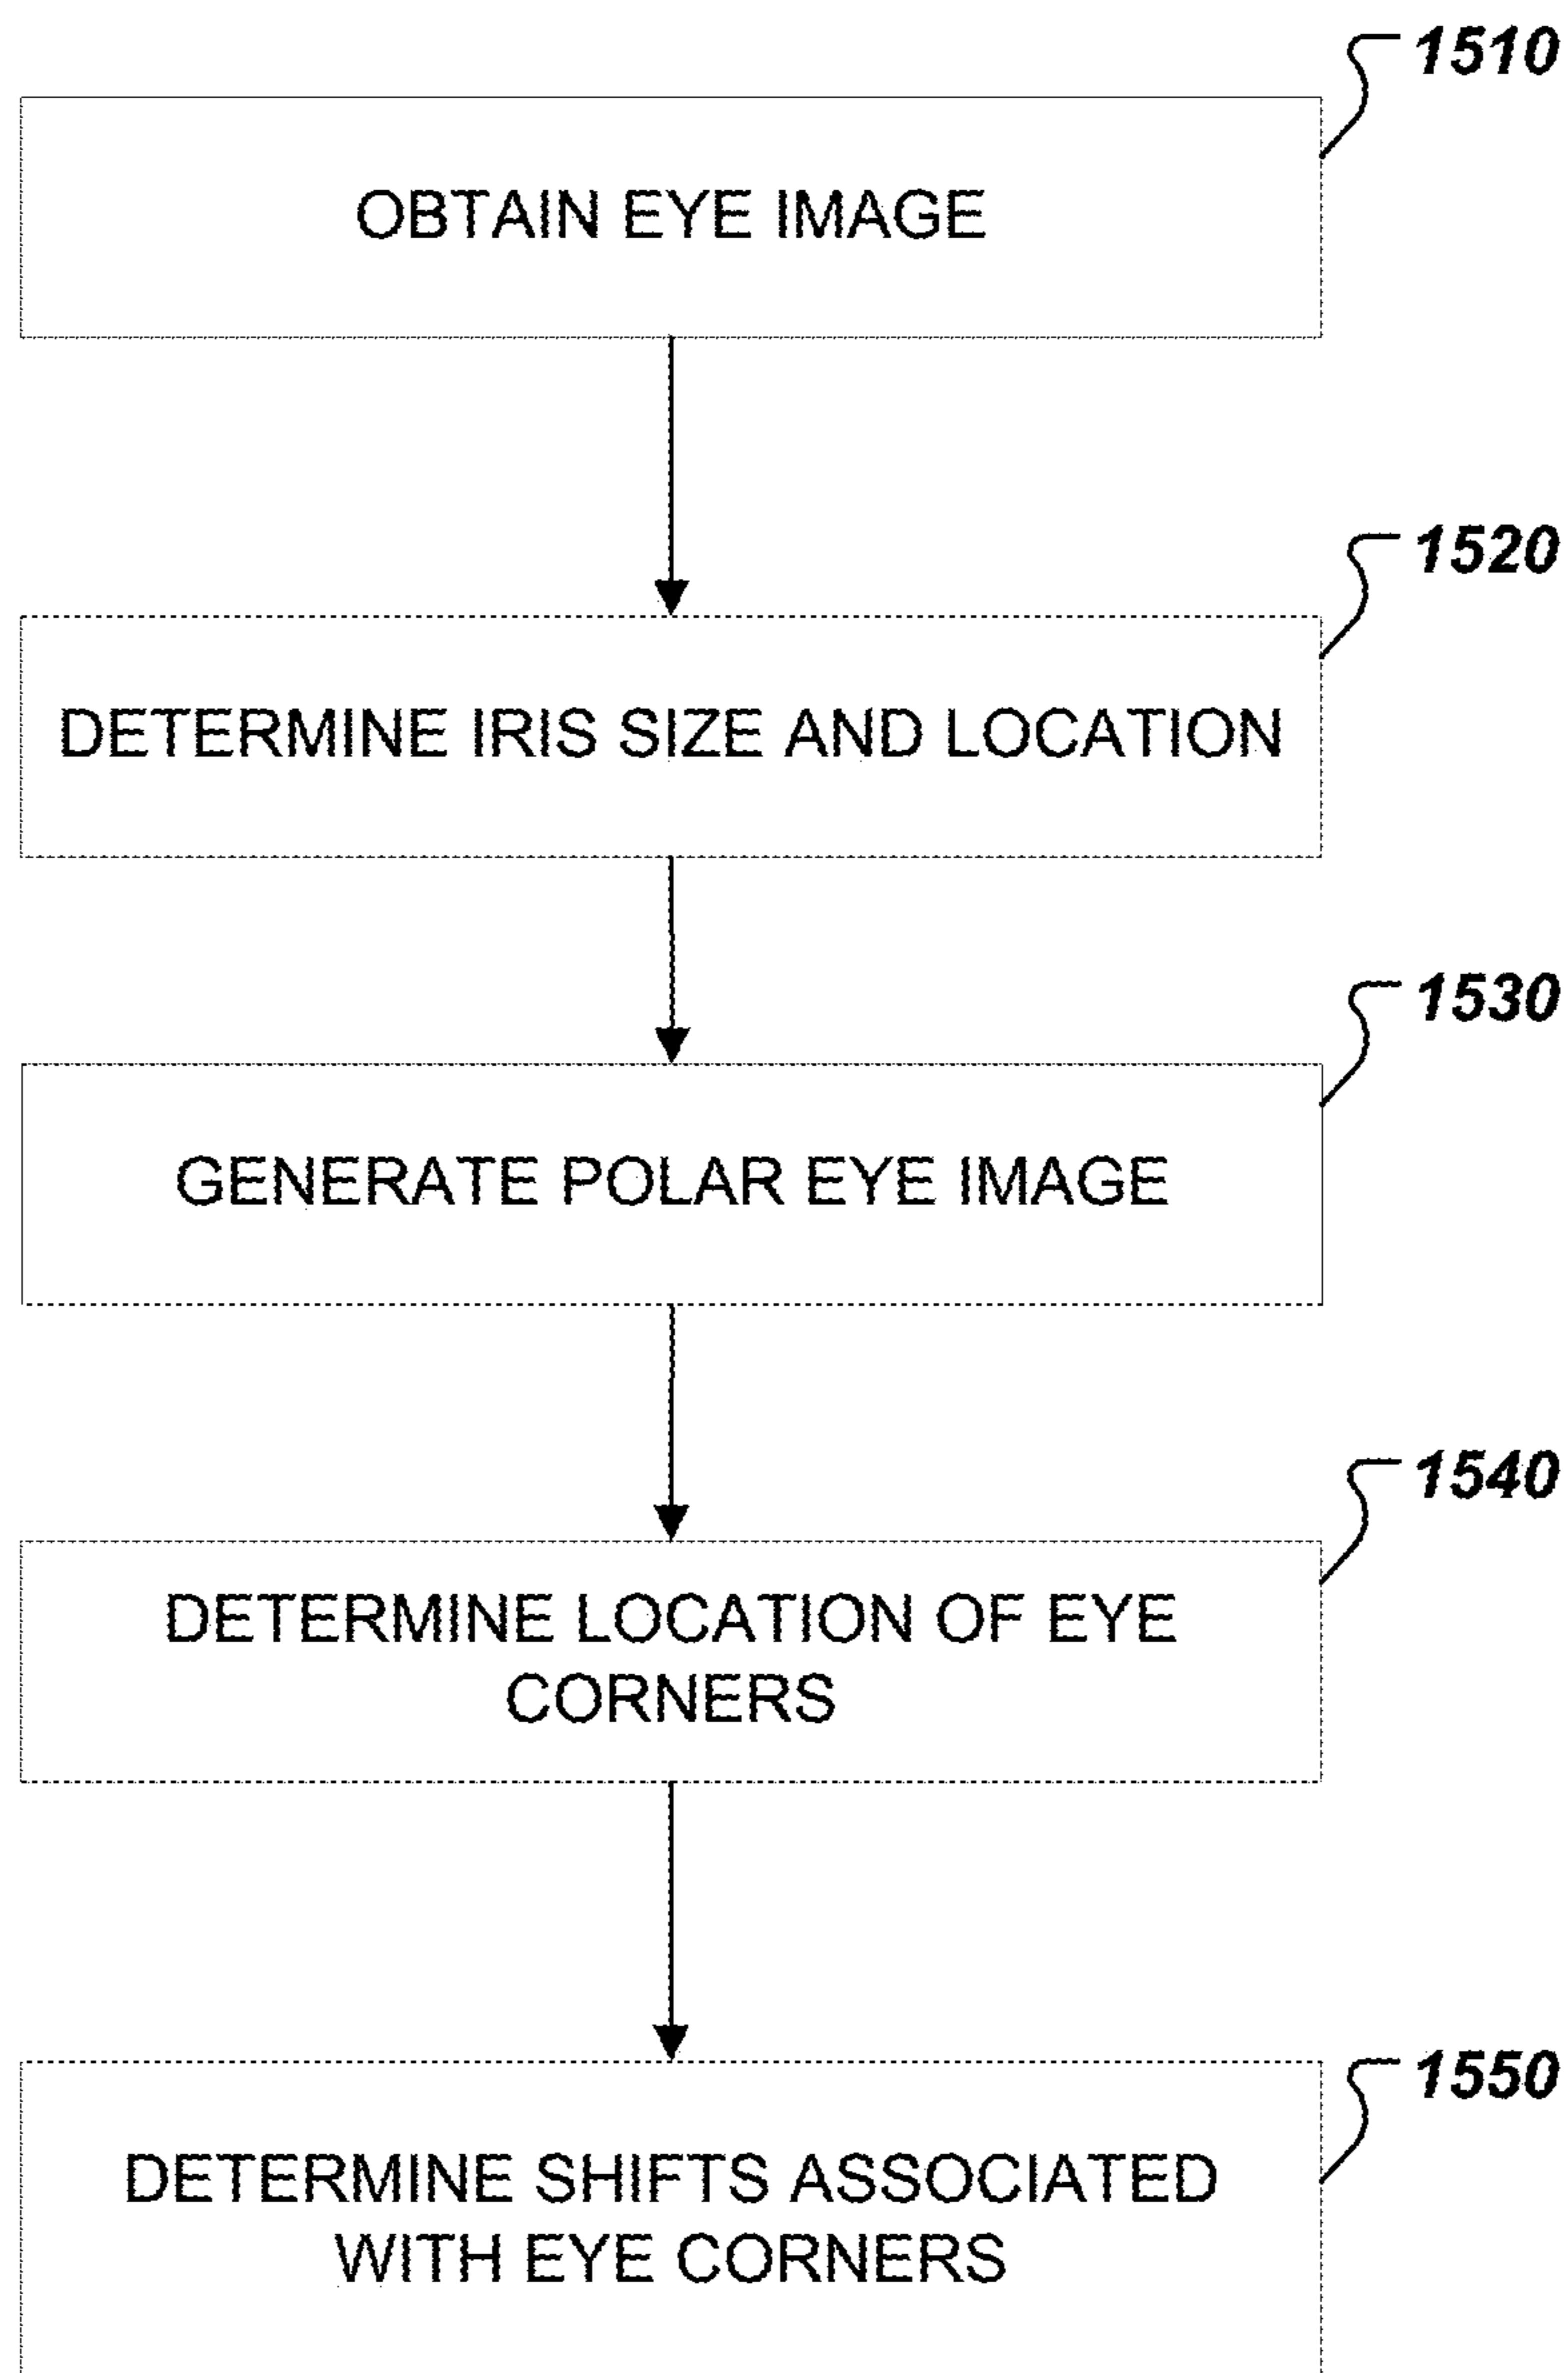 1510
OBTAIN EYE IMAGE
1520
DETERMINE IRIS SIZE AND LOCATION
1530
GENERATE POLAR EYE IMAGE
1540
DETERMINE LOCATION OF EYE
CORNERS
1550
DETERMINE SHIFTS ASSOCIATED
WITH EYE CORNERS